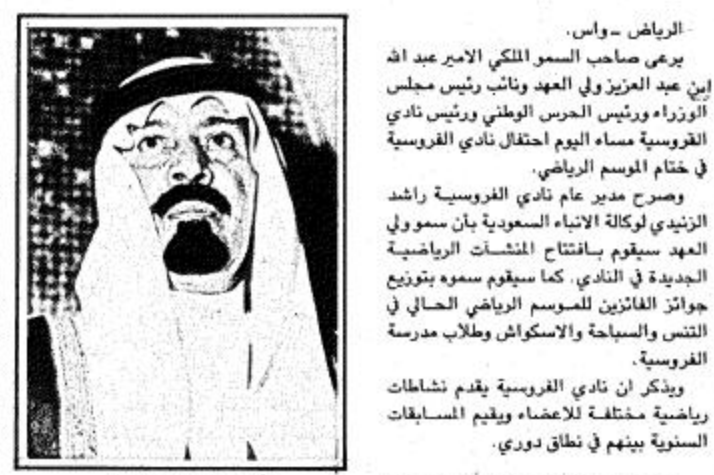 الرياض - واس.
يرعى صاحب السمو الملكي الامير عبد الله
ابن عبد العزيز ولي العهد ونائب رئيس مجلس
الوزراء ورئيس الحرس الوطني ورئيس نادي
الفروسية مساء اليوم احتفال نادي الفروسية
في ختام الموسم الرياضي.
وصرح مدير عام نادي الفروسية راشد
الزنيدي لوكالة الانباء السعودية بأن سمو ولي
العهد سيقوم بافتتاح المنشآت الرياضية
الجديدة في النادي. كما سيقوم سموه بتوزيع
جوائز الفائزين للموسم الرياضي الحالي في
التنس والسباحة والاسكواش وطلاب مدرسة
الفروسية.
ويذكر ان نادي الفروسية يقدم نشاطات
رياضية مختلفة للاعضاء ويقيم المسابقات
السنوية بينهم في نطاق دوري.